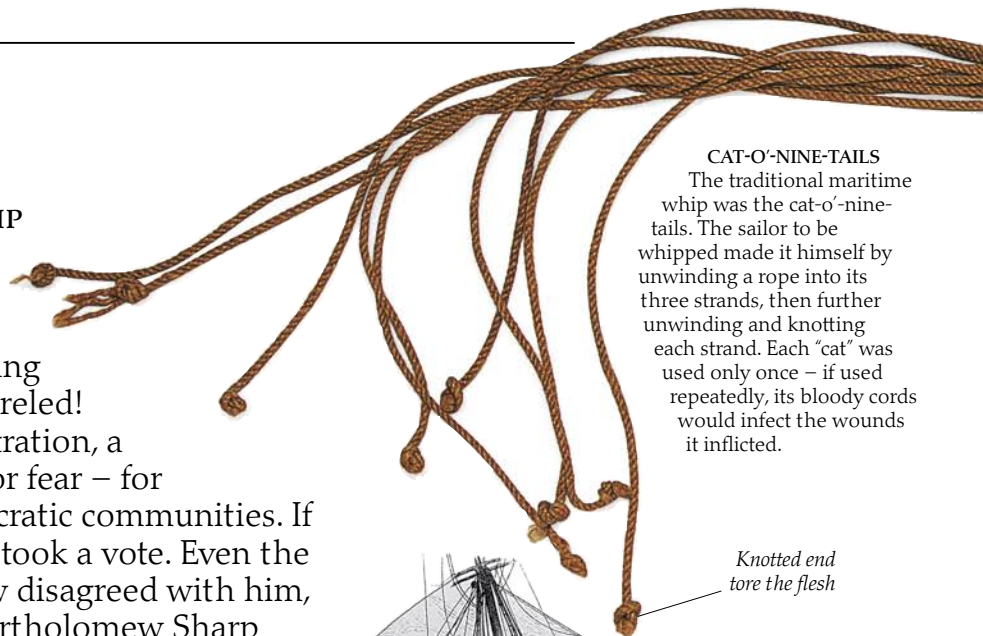 IP
CAT-O'-NINE-TAILS
The traditional maritime
whip was the cat-o'-nine-
tails. The sailor to be
whipped made it himself by
unwinding a rope into its
three strands, then further
unwinding and knotting
each strand. Each “cat” was
used only once – if used
repeatedly, its bloody cords
would infect the wounds
it inflicted.
ing
reled!
tration, a
or fear – for
cratic communities. If
took a vote. Even the
y disagreed with him,
rtholomew Sharp
Knotted end
tore the flesh